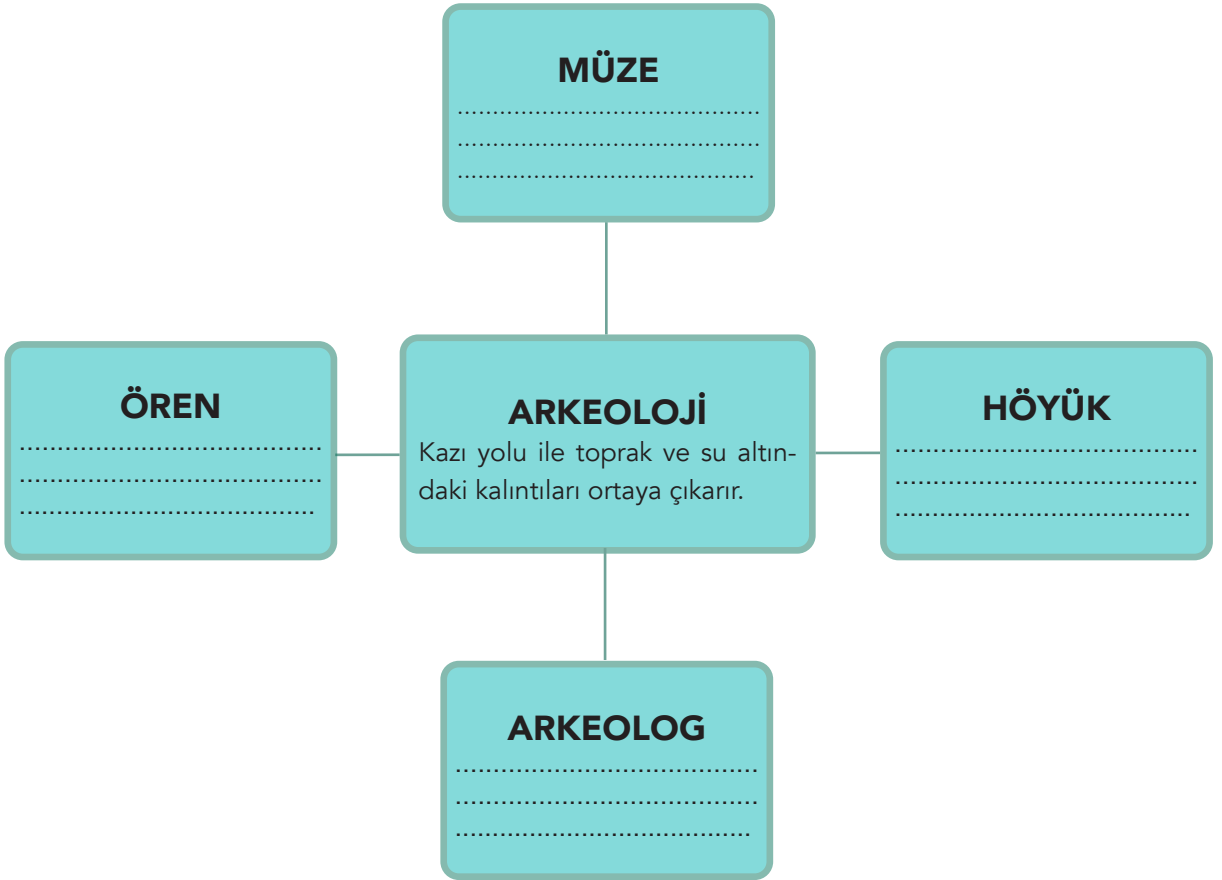 MÜZE
..........................................
..........................................
..........................................
ÖREN
..........................................
..........................................
..........................................
ARKEOLOJİ
Kazı yolu ile toprak ve su altın-
daki kalıntıları ortaya çıkarır.
HÖYÜK
..........................................
..........................................
..........................................
ARKEOLOG
..........................................
..........................................
..........................................